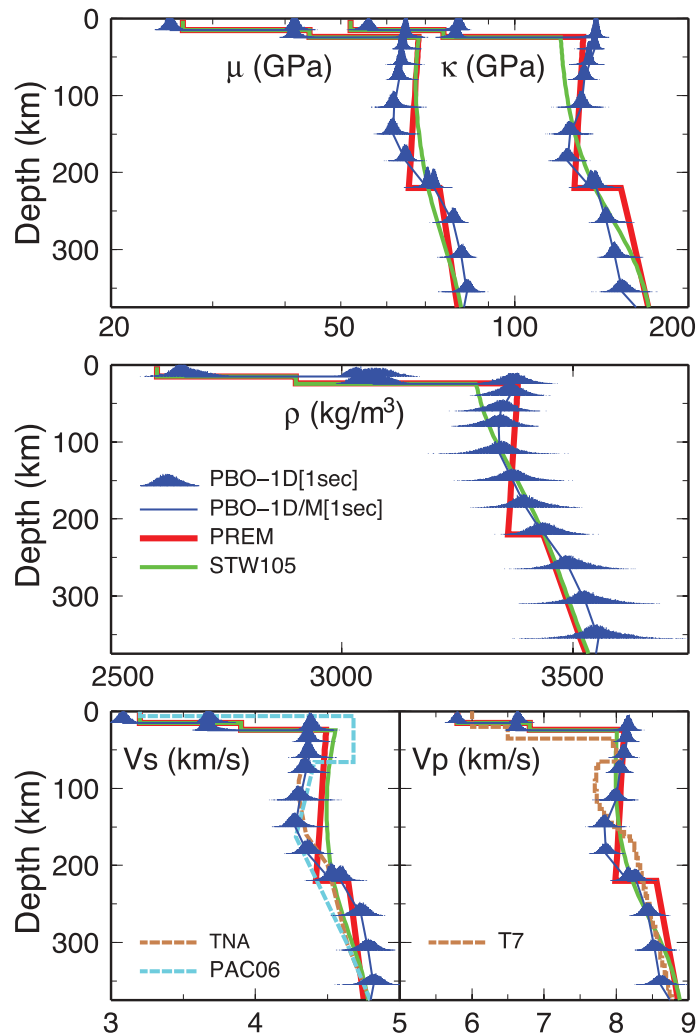 0
100
200
300
Depth (km)
μ (GPa)
κ (GPa)
20
50
100
200
0
100
200
300
Depth (km)
ρ (kg/m³)
PBO−1D[1sec]
PBO−1D/M[1sec]
PREM
STW105
2500
3000
3500
0
100
200
300
Depth (km)
Vs (km/s)
Vp (km/s)
TNA
PAC06
T7
3
4
5
6
7
8
9